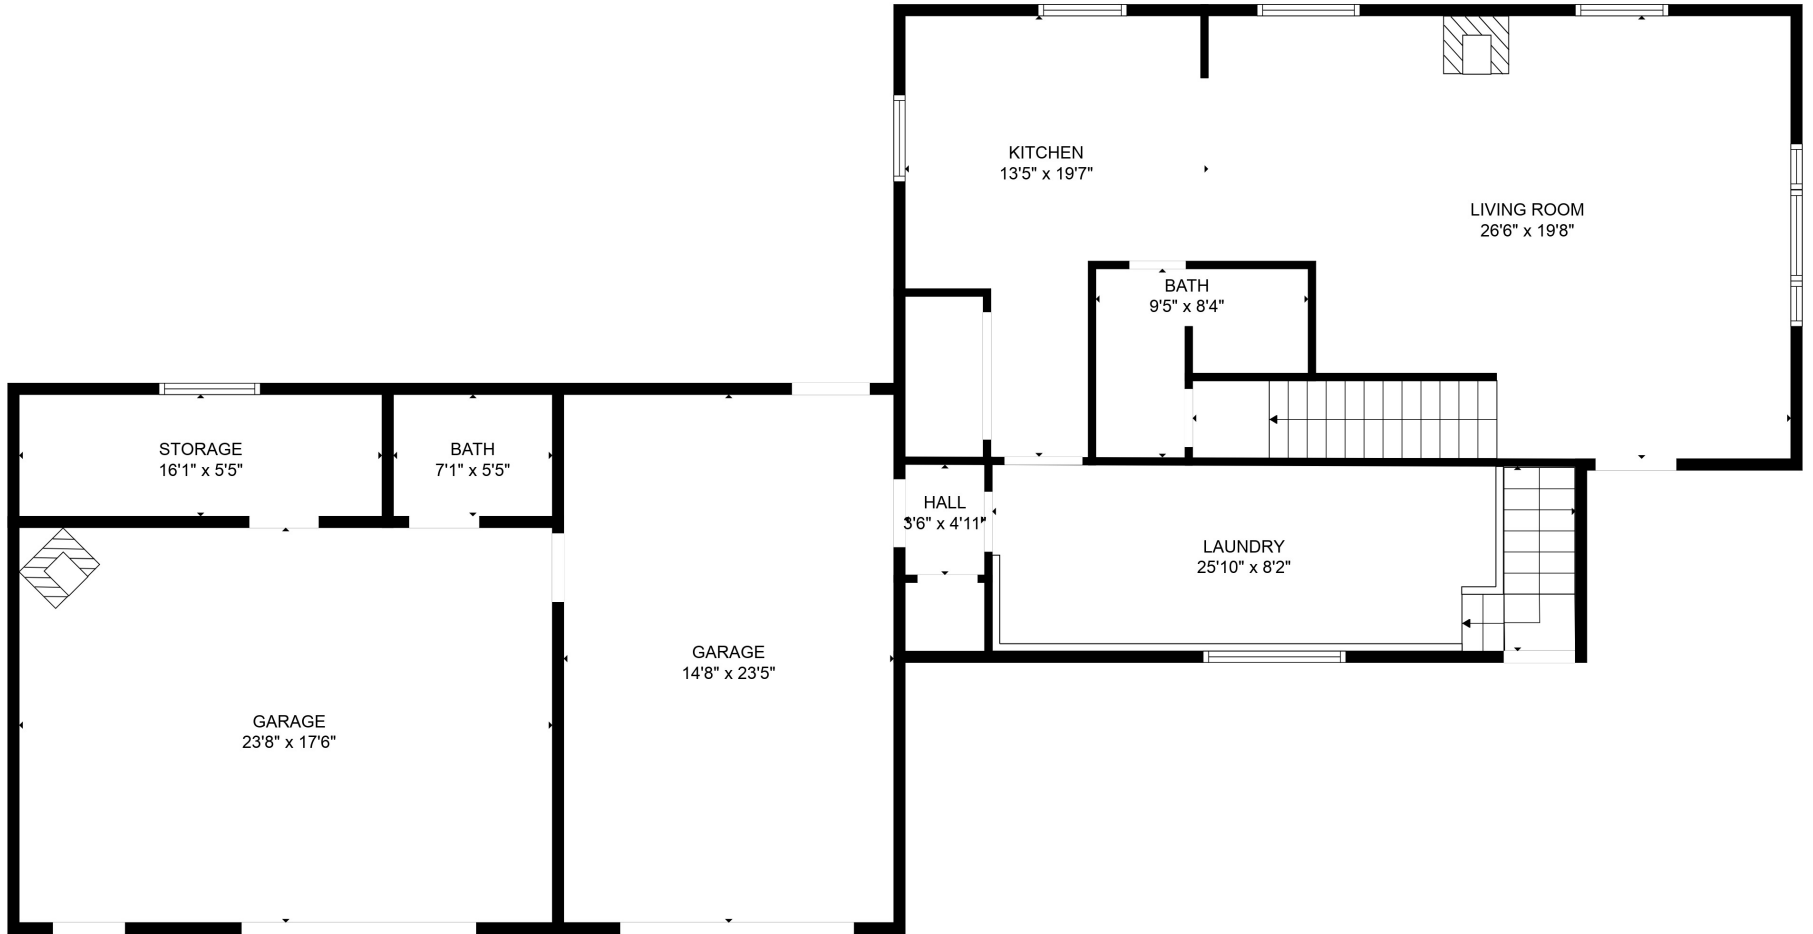 KITCHEN
13'5" x 19'7"
LIVING ROOM
26'6" x 19'8"
BATH
9'5" x 8'4"
STORAGE
16'1" x 5'5"
BATH
7'1" x 5'5"
HALL
3'6" x 4'11"
LAUNDRY
25'10" x 8'2"
GARAGE
14'8" x 23'5"
GARAGE
23'8" x 17'6"